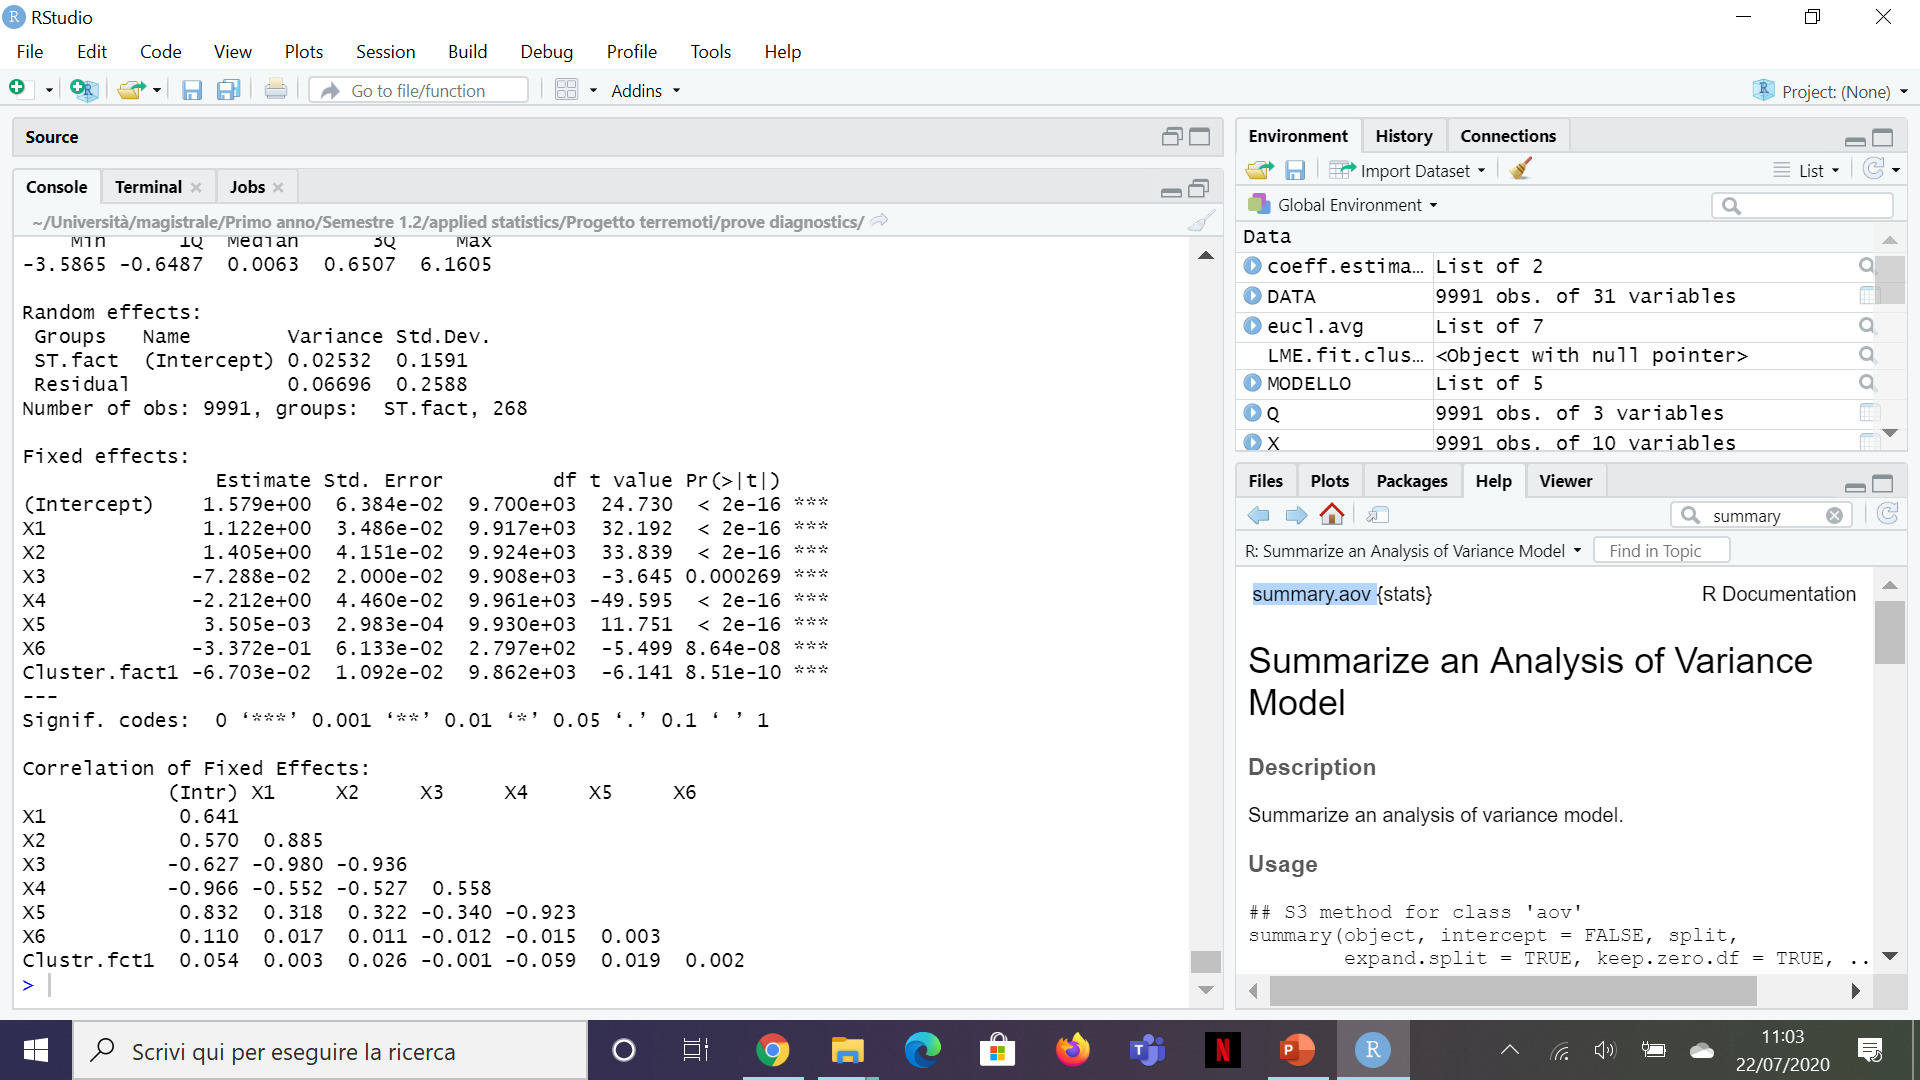 RStudio
File Edit Code View Plots Session Build Debug Profile Tools Help
Go to file/function Addins Project: (None)
Source
Console Terminal Jobs
~/Università/magistrale/Primo anno/Semestre 1.2/applied statistics/Progetto terremoti/prove diagnostics/
Min 1Q Median 3Q Max
-3.5865 -0.6487 0.0063 0.6507 6.1605
Random effects:
Groups Name Variance Std.Dev.
ST.fact (Intercept) 0.02532 0.1591
Residual 0.06696 0.2588
Number of obs: 9991, groups: ST.fact, 268
Fixed effects:
Estimate Std. Error df t value Pr(>|t|)
(Intercept) 1.579e+00 6.384e-02 9.700e+03 24.730 < 2e-16 ***
X1 1.122e+00 3.486e-02 9.917e+03 32.192 < 2e-16 ***
X2 1.405e+00 4.151e-02 9.924e+03 33.839 < 2e-16 ***
X3 -7.288e-02 2.000e-02 9.908e+03 -3.645 0.000269 ***
X4 -2.212e+00 4.460e-02 9.961e+03 -49.595 < 2e-16 ***
X5 3.505e-03 2.983e-04 9.930e+03 11.751 < 2e-16 ***
X6 -3.372e-01 6.133e-02 2.797e+02 -5.499 8.64e-08 ***
Cluster.fact1 -6.703e-02 1.092e-02 9.862e+03 -6.141 8.51e-10 ***
---
Signif. codes: 0 ‘***’ 0.001 ‘**’ 0.01 ‘*’ 0.05 ‘.’ 0.1 ‘ ’ 1
Correlation of Fixed Effects:
(Intr) X1 X2 X3 X4 X5 X6
X1 0.641
X2 0.570 0.885
X3 -0.627 -0.980 -0.936
X4 -0.966 -0.552 -0.527 0.558
X5 0.832 0.318 0.322 -0.340 -0.923
X6 0.110 0.017 0.011 -0.012 -0.015 0.003
Clustr.fct1 0.054 0.003 0.026 -0.001 -0.059 0.019 0.002
>
Environment History Connections
Import Dataset List
Global Environment
Data
coeff.estima… List of 2
DATA 9991 obs. of 31 variables
eucl.avg List of 7
LME.fit.clus… <Object with null pointer>
MODELLO List of 5
Q 9991 obs. of 3 variables
X 9991 obs. of 10 variables
Files Plots Packages Help Viewer
summary
R: Summarize an Analysis of Variance Model Find in Topic
summary.aov {stats} R Documentation
Summarize an Analysis of Variance
Model
Description
Summarize an analysis of variance model.
Usage
## S3 method for class 'aov'
summary(object, intercept = FALSE, split,
expand.split = TRUE, keep.zero.df = TRUE, ..
Scrivi qui per eseguire la ricerca
11:03
22/07/2020